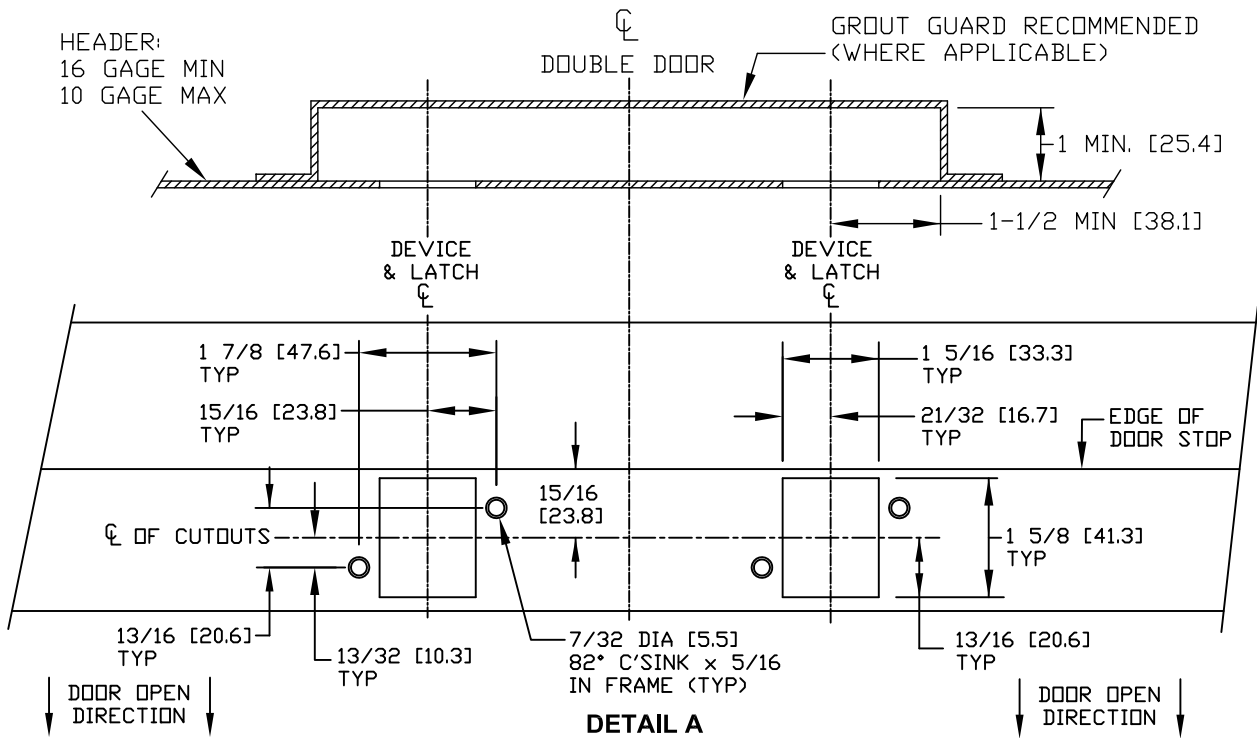 HEADER:
16 GAGE MIN
10 GAGE MAX
℄
DOUBLE DOOR
GROUT GUARD RECOMMENDED
(WHERE APPLICABLE)
1 MIN. [25.4]
1-1/2 MIN [38.1]
DEVICE
& LATCH
℄
DEVICE
& LATCH
℄
1 7/8 [47.6]
TYP
15/16 [23.8]
TYP
1 5/16 [33.3]
TYP
21/32 [16.7]
TYP
EDGE OF
DOOR STOP
15/16
[23.8]
℄ OF CUTOUTS
1 5/8 [41.3]
TYP
13/16 [20.6]
TYP
13/32 [10.3]
TYP
7/32 DIA [5.5]
82° C'SINK x 5/16
IN FRAME (TYP)
13/16 [20.6]
TYP
DOOR OPEN
DIRECTION
DETAIL A
DOOR OPEN
DIRECTION